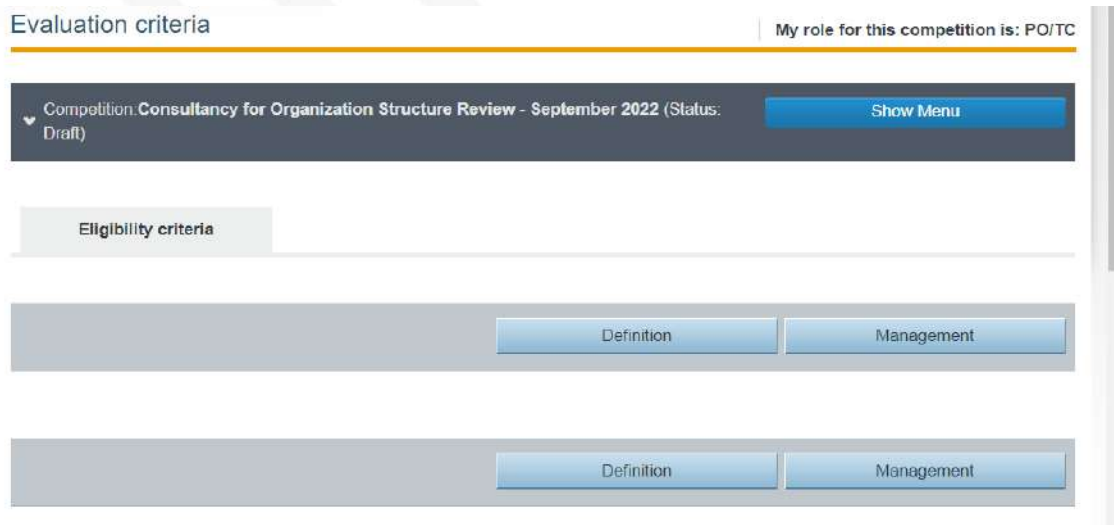 Evaluation criteria
My role for this competition is: PO/TC
Competition:Consultancy for Organization Structure Review - September 2022 (Status:
Draft)
Show Menu
Eligibility criteria
Definition
Management
Definition
Management